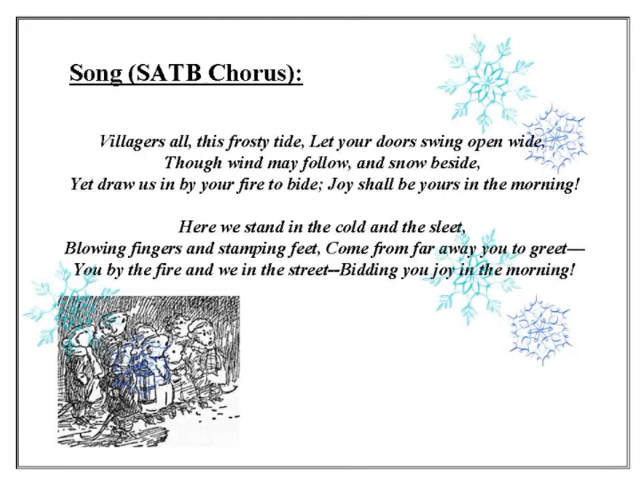 Song (SATB Chorus):
Villagers all, this frosty tide, Let your doors swing open wide,
Though wind may follow, and snow beside,
Yet draw us in by your fire to bide; Joy shall be yours in the morning!
Here we stand in the cold and the sleet,
Blowing fingers and stamping feet, Come from far away you to greet—
You by the fire and we in the street--Bidding you joy in the morning!